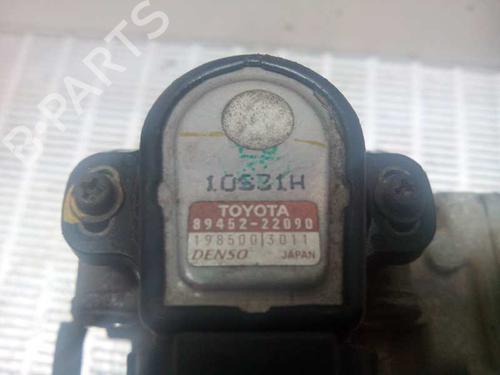 B-PARTS
10S31H
TOYOTA
89452-22090
198500 3011
DENSO JAPAN